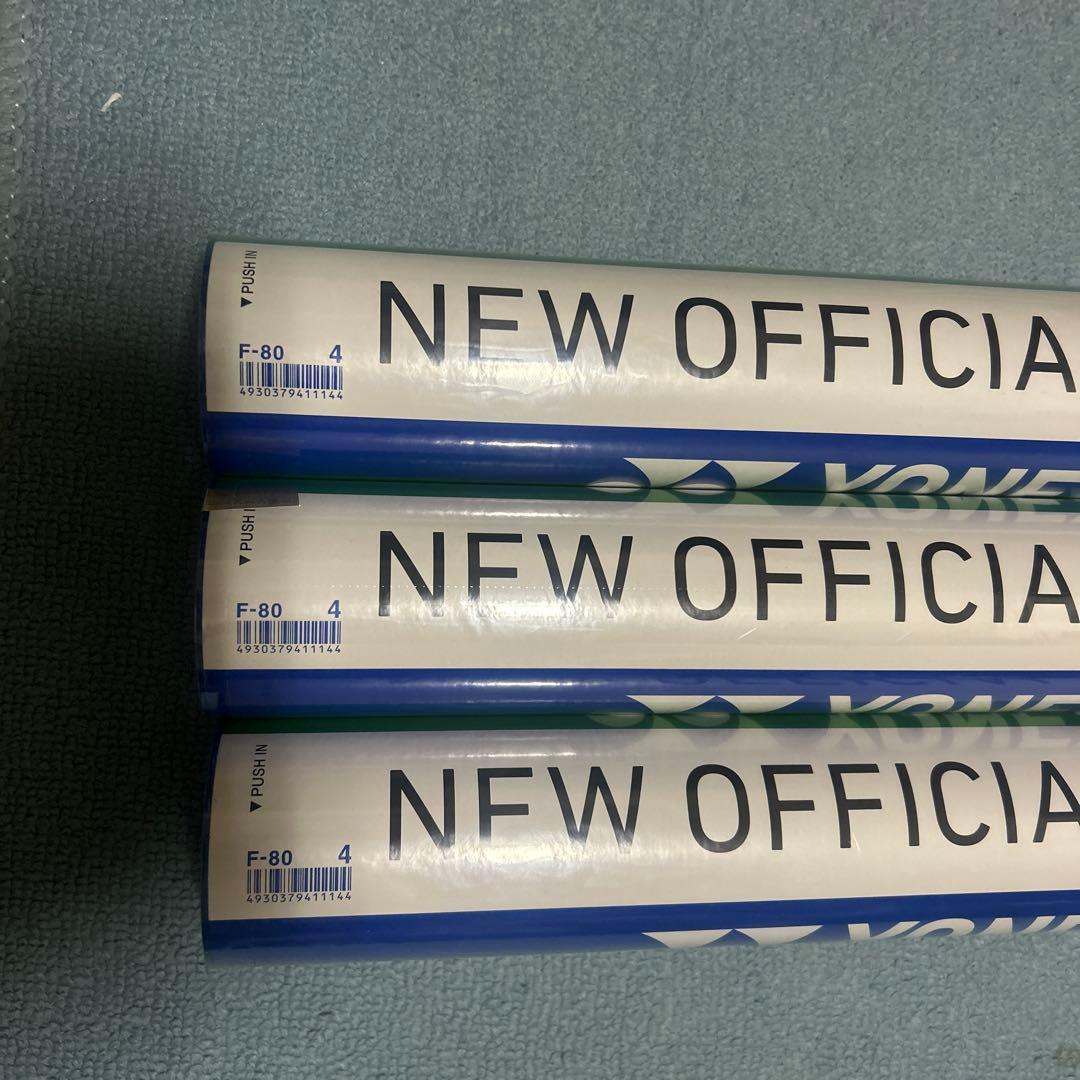 ▼PUSH IN
NEW OFFICIA
F-80 4
4930379411144
YONEX
▼PUSH IN
NEW OFFICIA
F-80 4
4930379411144
YONEX
▼PUSH IN
NEW OFFICIA
F-80 4
4930379411144
YONEX